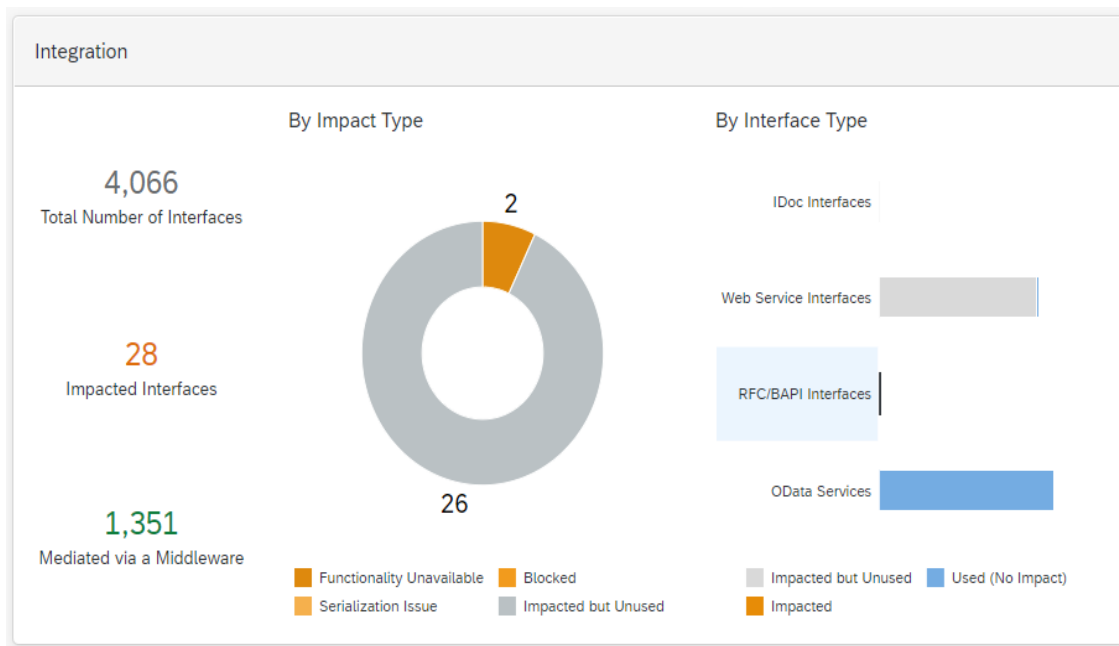 Integration
By Impact Type
By Interface Type
4,066
Total Number of Interfaces
28
Impacted Interfaces
1,351
Mediated via a Middleware
2
26
Functionality Unavailable
Blocked
Serialization Issue
Impacted but Unused
IDoc Interfaces
Web Service Interfaces
RFC/BAPI Interfaces
OData Services
Impacted but Unused
Used (No Impact)
Impacted